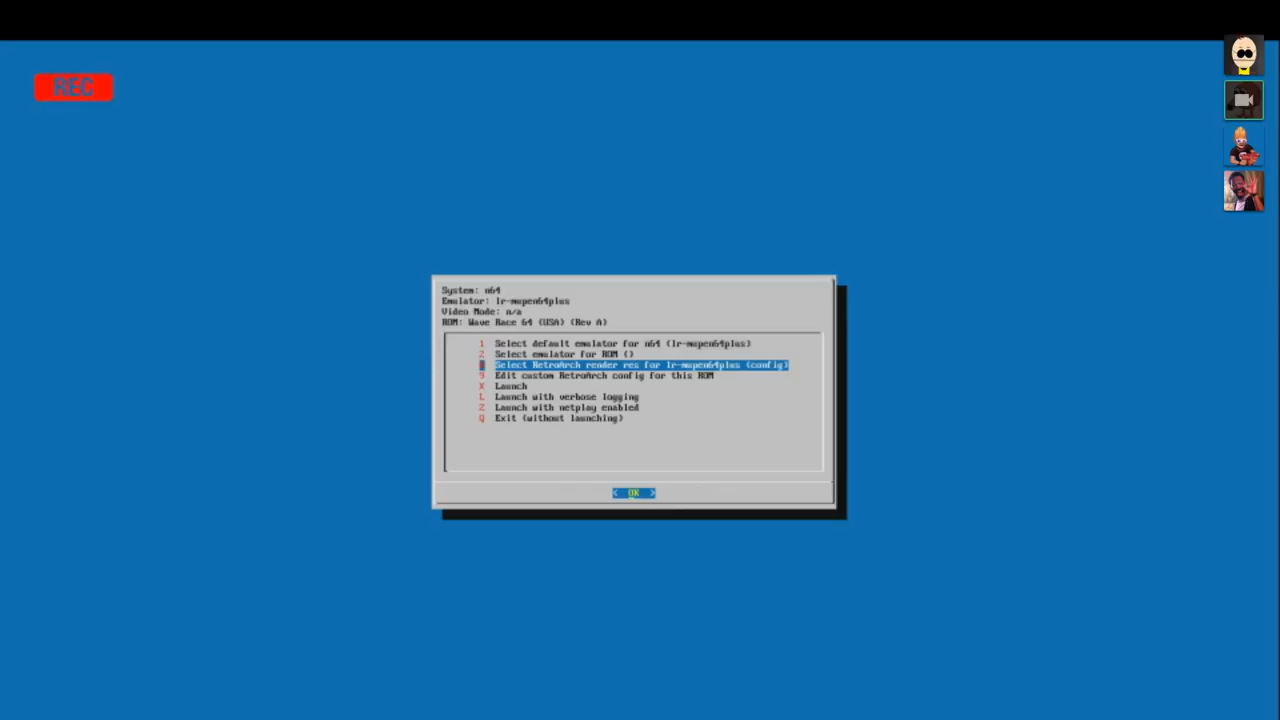 REC
System: n64
Emulator: lr-mupen64plus
Video Mode: n/a
ROM: Wave Race 64 (USA) (Rev A)
1 Select default emulator for n64 (lr-mupen64plus)
2 Select emulator for ROM ()
Select RetroArch render res for lr-mupen64plus (config)
9 Edit custom RetroArch config for this ROM
X Launch
L Launch with verbose logging
Z Launch with netplay enabled
Q Exit (without launching)
< OK >